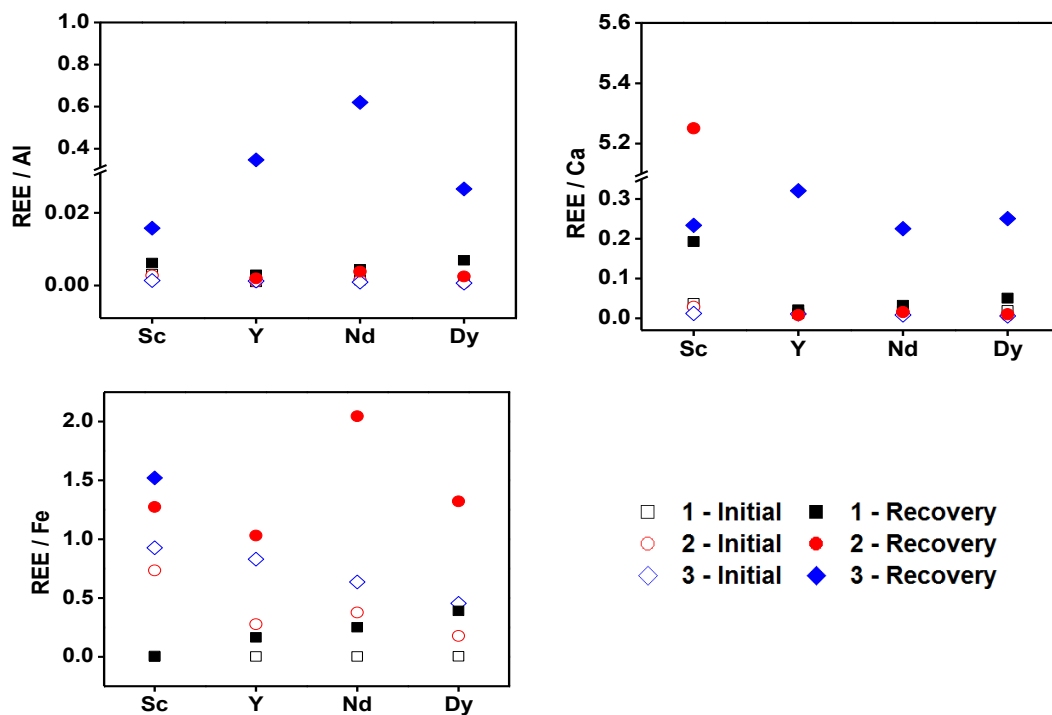 REE / Al
1.0
0.8
0.6
0.4
0.02
0.00
Sc Y Nd Dy
REE / Ca
5.6
5.4
5.2
0.3
0.2
0.1
0.0
Sc Y Nd Dy
REE / Fe
2.0
1.5
1.0
0.5
0.0
Sc Y Nd Dy
1 - Initial 1 - Recovery
2 - Initial 2 - Recovery
3 - Initial 3 - Recovery